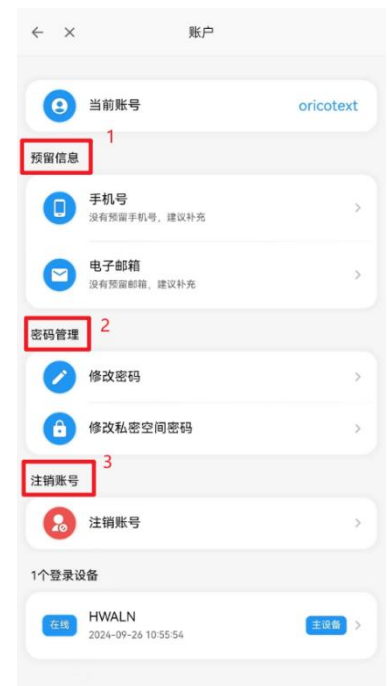 账户
当前账号 oricotext
1
预留信息
手机号
没有预留手机号，建议补充
电子邮箱
没有预留邮箱，建议补充
密码管理 2
修改密码
修改私密空间密码
3
注销账号
注销账号
1个登录设备
在线 HWALN 主设备
2024-09-26 10:55:54